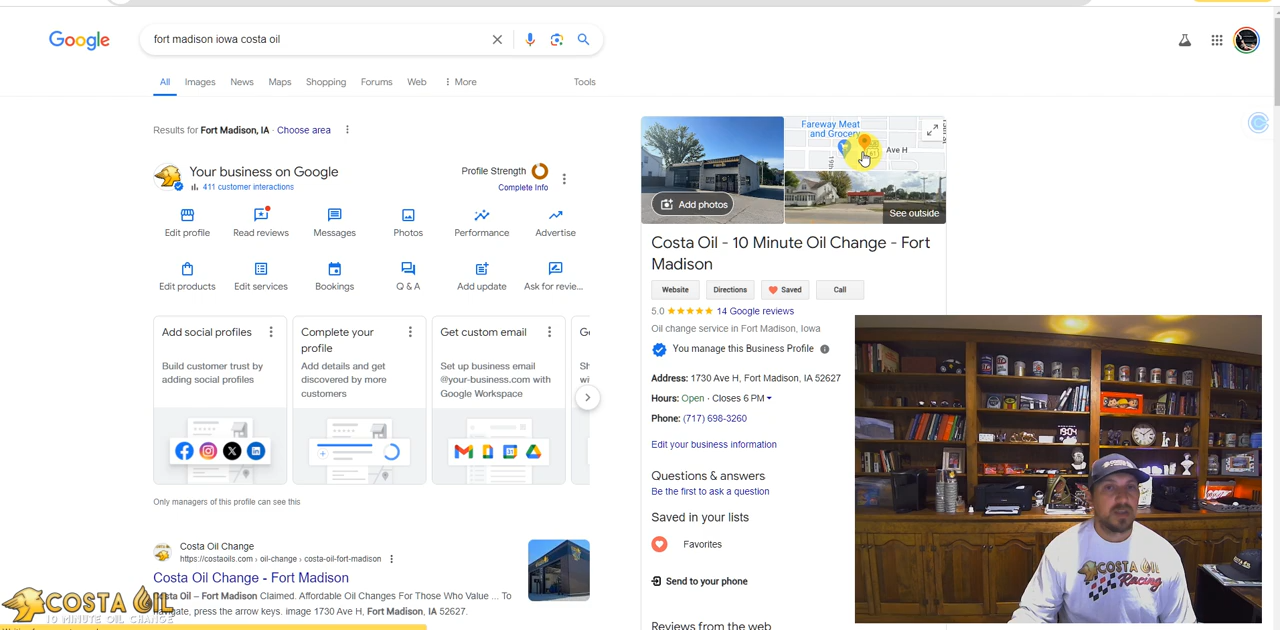 Google
fort madison iowa costa oil
All
Images
News
Maps
Shopping
Forums
Web
More
Tools
Results for Fort Madison, IA · Choose area
Your business on Google
411 customer interactions
Profile Strength
Complete Info
Edit profile
Read reviews
Messages
Photos
Performance
Advertise
Edit products
Edit services
Bookings
Q & A
Add update
Ask for revie...
Add social profiles
Build customer trust by
adding social profiles
Complete your
profile
Add details and get
discovered by more
customers
Get custom email
Set up business email
@your-business.com with
Google Workspace
Only managers of this profile can see this
Costa Oil Change
https://costaoils.com › oil-change › costa-oil-fort-madison
Costa Oil Change - Fort Madison
Costa Oil – Fort Madison Claimed. Affordable Oil Changes For Those Who Value ... To
navigate, press the arrow keys. image 1730 Ave H, Fort Madison, IA 52627.
COSTA OIL
10 MINUTE OIL CHANGE
Add photos
Fareway Meat
and Grocery
Ave H
19th
See outside
Costa Oil - 10 Minute Oil Change - Fort
Madison
Website
Directions
Saved
Call
5.0
14 Google reviews
Oil change service in Fort Madison, Iowa
You manage this Business Profile
Address: 1730 Ave H, Fort Madison, IA 52627
Hours: Open · Closes 6 PM
Phone: (717) 698-3260
Edit your business information
Questions & answers
Be the first to ask a question
Saved in your lists
Favorites
Send to your phone
Reviews from the web
1904
COSTA OIL
Racing